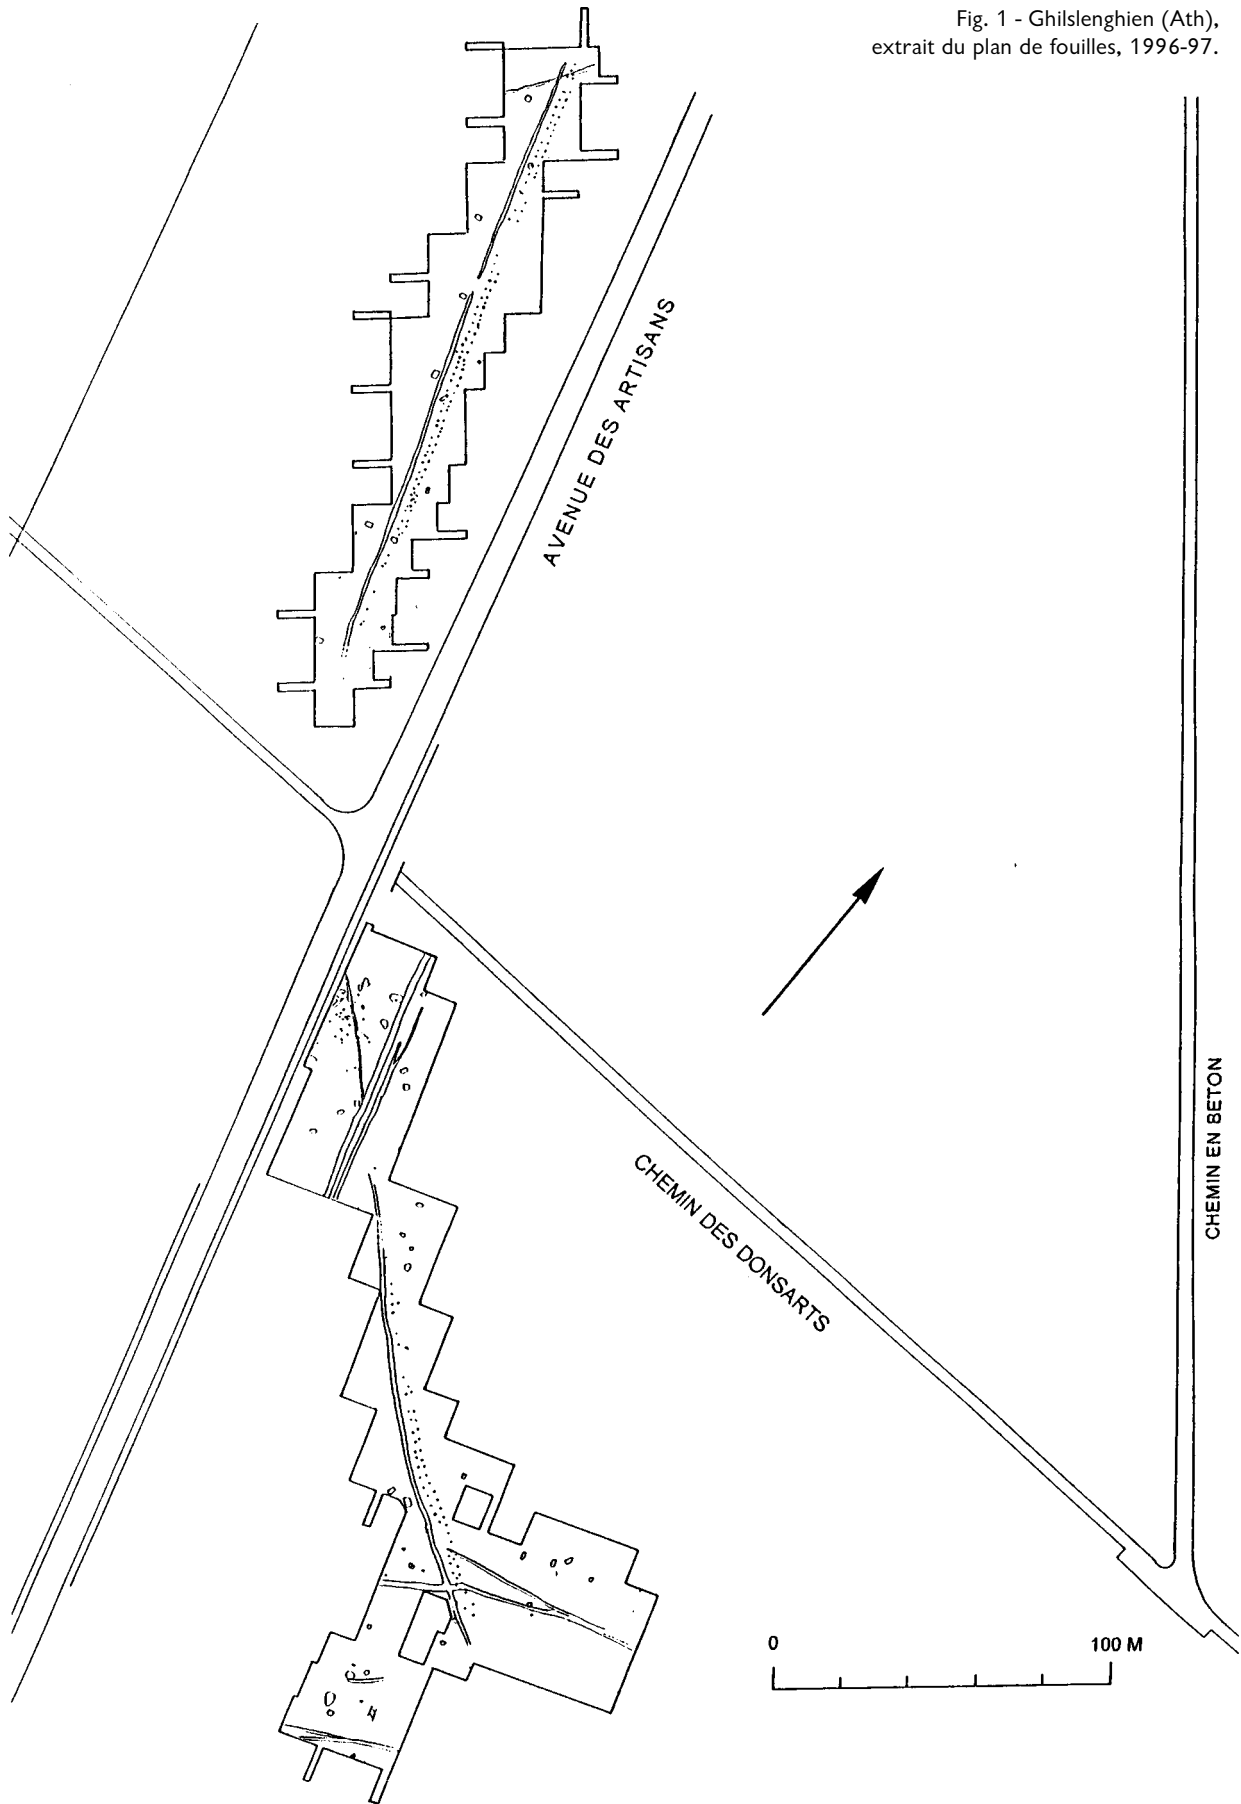 Fig. 1 - Ghilslenghien (Ath),
extrait du plan de fouilles, 1996-97.
AVENUE DES ARTISANS
CHEMIN DES DONSARTS
CHEMIN EN BETON
0 100 M